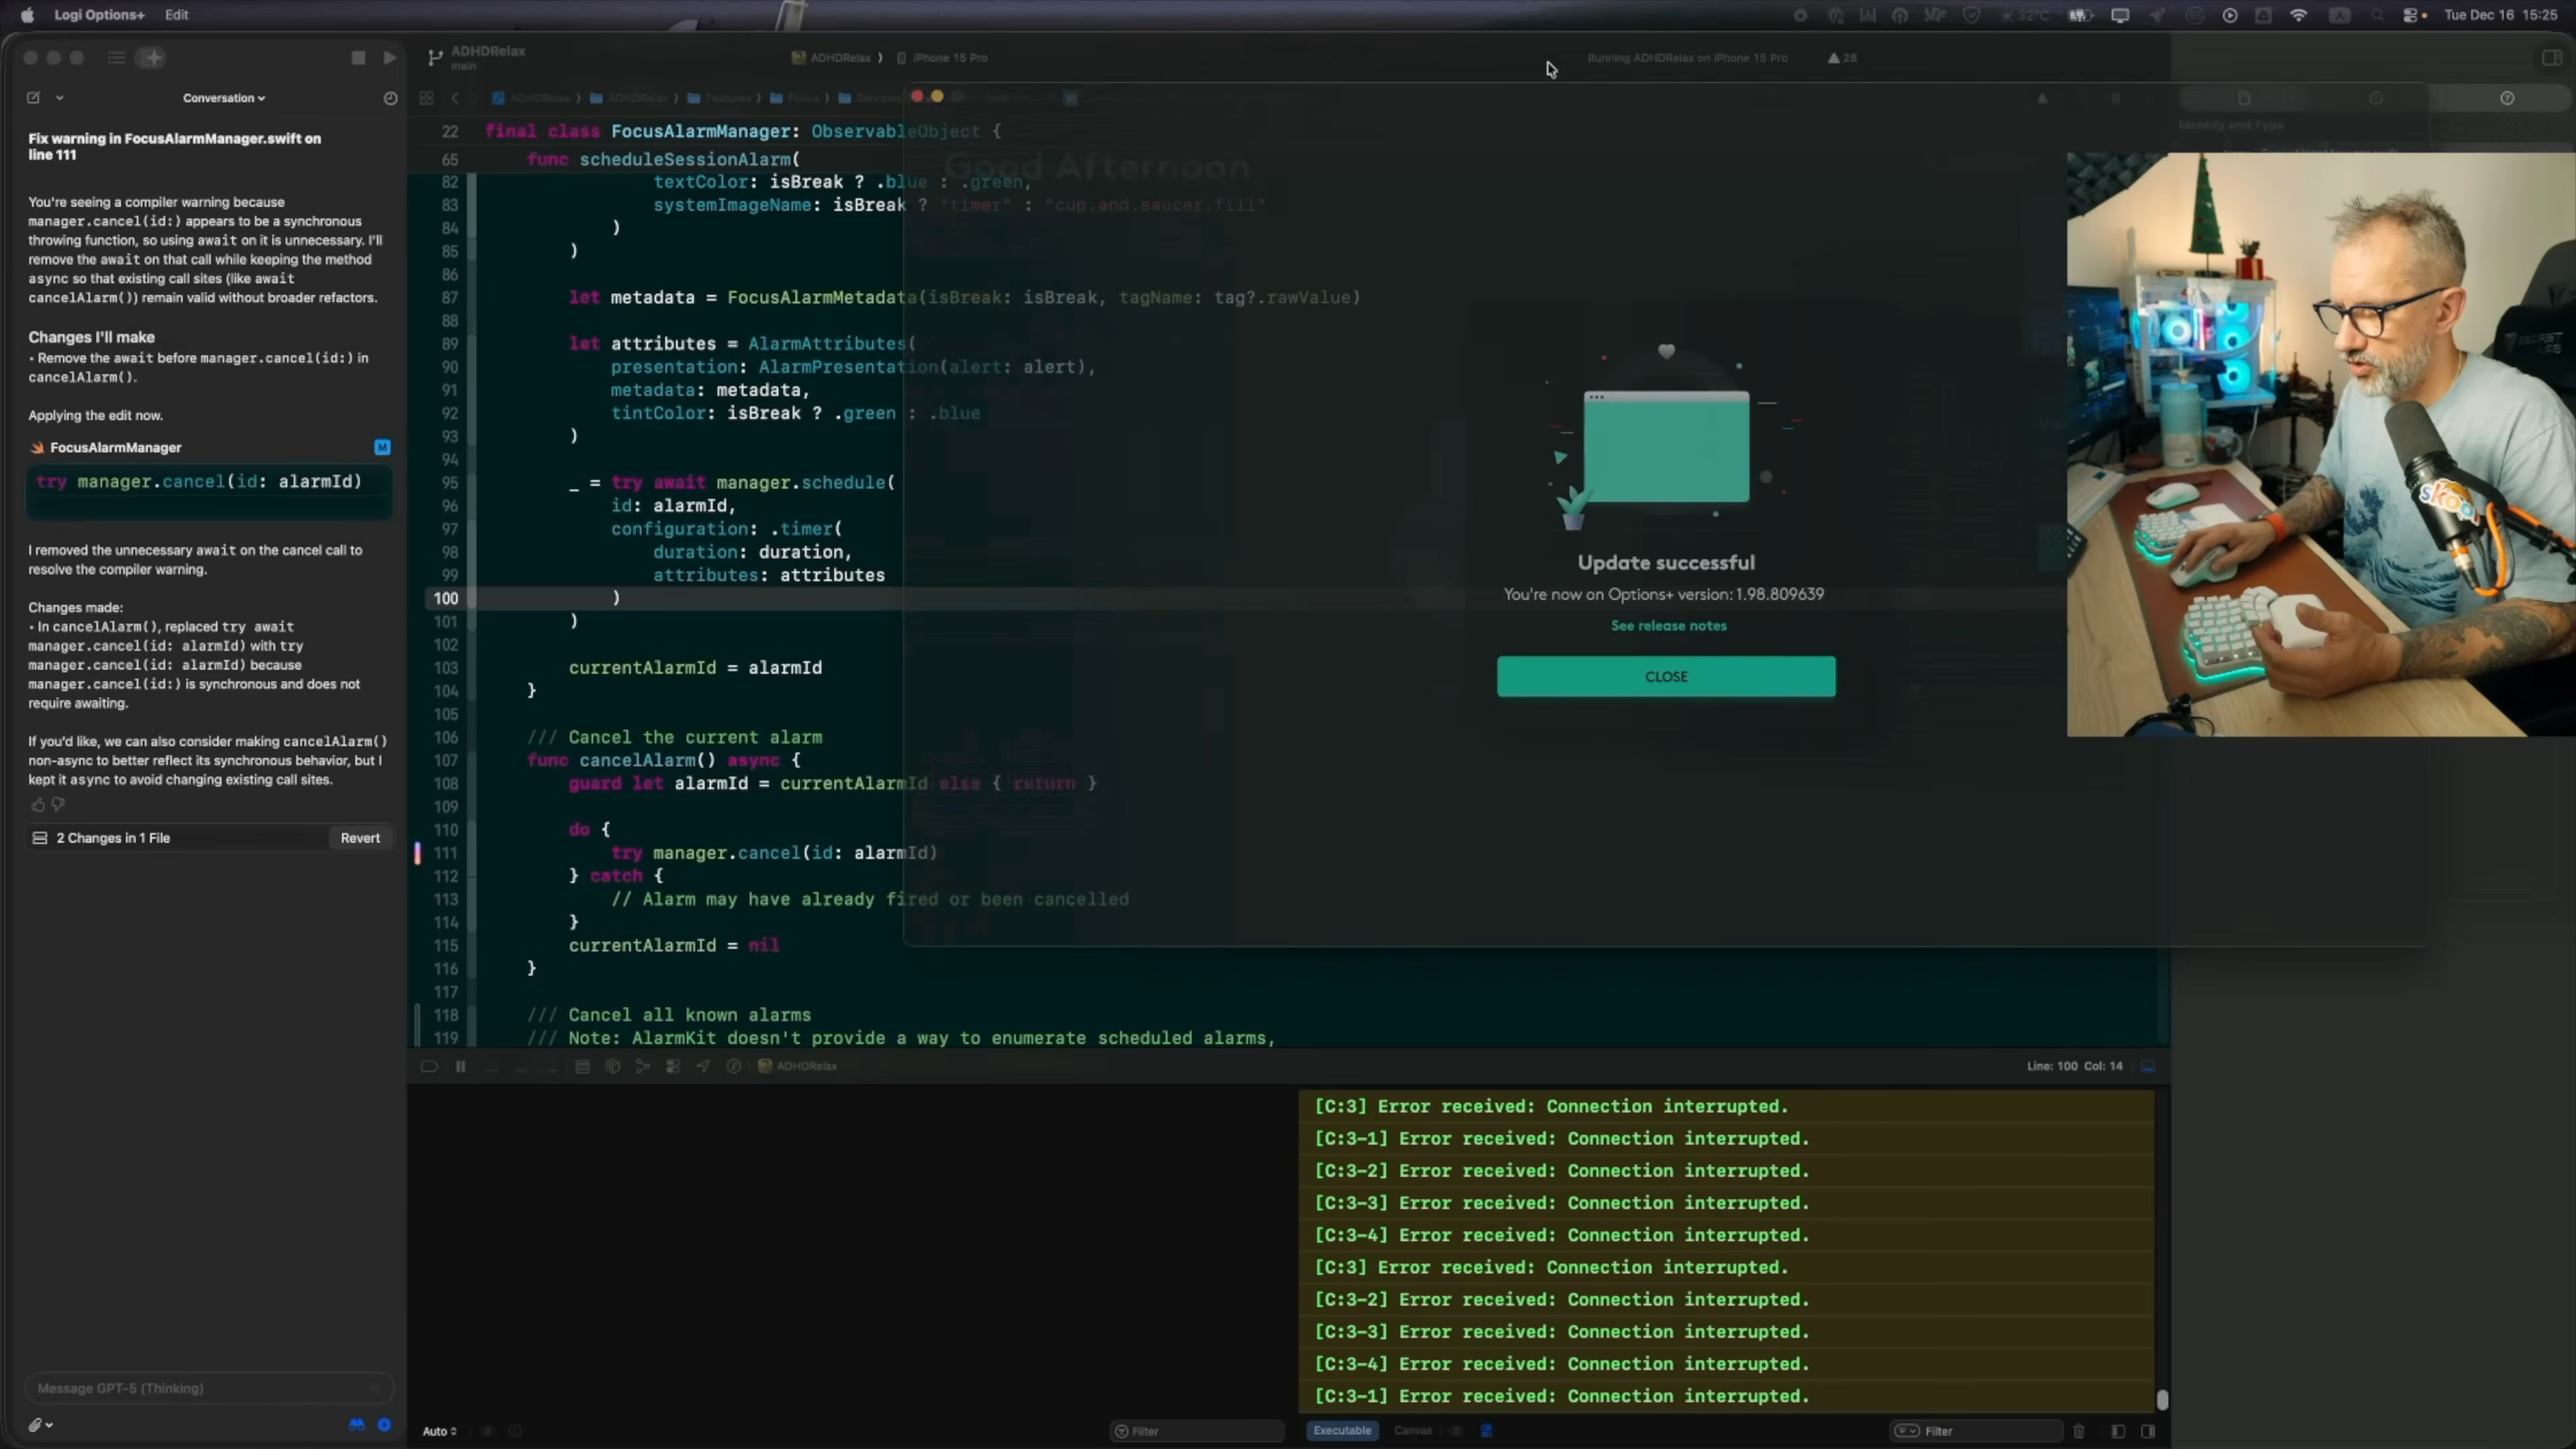 Logi Options+ Edit
32°C Tue Dec 16 15:25
ADHDRelax
main
ADHDRelax iPhone 15 Pro
Running ADHDRelax on iPhone 15 Pro 28
Conversation
ADHDRelax ADHDRelax Features Focus Services
Identity and Type
Fix warning in FocusAlarmManager.swift on
line 111
You're seeing a compiler warning because
manager.cancel(id:) appears to be a synchronous
throwing function, so using await on it is unnecessary. I'll
remove the await on that call while keeping the method
async so that existing call sites (like await
cancelAlarm()) remain valid without broader refactors.
Changes I'll make
• Remove the await before manager.cancel(id:) in
cancelAlarm().
Applying the edit now.
FocusAlarmManager M
try manager.cancel(id: alarmId)
I removed the unnecessary await on the cancel call to
resolve the compiler warning.
Changes made:
• In cancelAlarm(), replaced try await
manager.cancel(id: alarmId) with try
manager.cancel(id: alarmId) because
manager.cancel(id:) is synchronous and does not
require awaiting.
If you'd like, we can also consider making cancelAlarm()
non-async to better reflect its synchronous behavior, but I
kept it async to avoid changing existing call sites.
2 Changes in 1 File Revert
Message GPT-5 (Thinking)
22 final class FocusAlarmManager: ObservableObject {
65 func scheduleSessionAlarm(
Good Afternoon
82 textColor: isBreak ? .blue : .green,
83 systemImageName: isBreak ? "timer" : "cup.and.saucer.fill"
84 )
85 )
86
87 let metadata = FocusAlarmMetadata(isBreak: isBreak, tagName: tag?.rawValue)
88
89 let attributes = AlarmAttributes(
90 presentation: AlarmPresentation(alert: alert),
91 metadata: metadata,
92 tintColor: isBreak ? .green : .blue
93 )
94
95 _ = try await manager.schedule(
96 id: alarmId,
97 configuration: .timer(
98 duration: duration,
99 attributes: attributes
100 )
101 )
102
103 currentAlarmId = alarmId
104 }
105
106 /// Cancel the current alarm
107 func cancelAlarm() async {
108 guard let alarmId = currentAlarmId else { return }
109
110 do {
111 try manager.cancel(id: alarmId)
112 } catch {
113 // Alarm may have already fired or been cancelled
114 }
115 currentAlarmId = nil
116 }
117
118 /// Cancel all known alarms
119 /// Note: AlarmKit doesn't provide a way to enumerate scheduled alarms,
Update successful
You're now on Options+ version: 1.98.809639
See release notes
CLOSE
SECRETLAB
skool
ADHDRelax Line: 100 Col: 14
[C:3] Error received: Connection interrupted.
[C:3-1] Error received: Connection interrupted.
[C:3-2] Error received: Connection interrupted.
[C:3-3] Error received: Connection interrupted.
[C:3-4] Error received: Connection interrupted.
[C:3] Error received: Connection interrupted.
[C:3-2] Error received: Connection interrupted.
[C:3-3] Error received: Connection interrupted.
[C:3-4] Error received: Connection interrupted.
[C:3-1] Error received: Connection interrupted.
Auto Filter Executable Canvas Filter